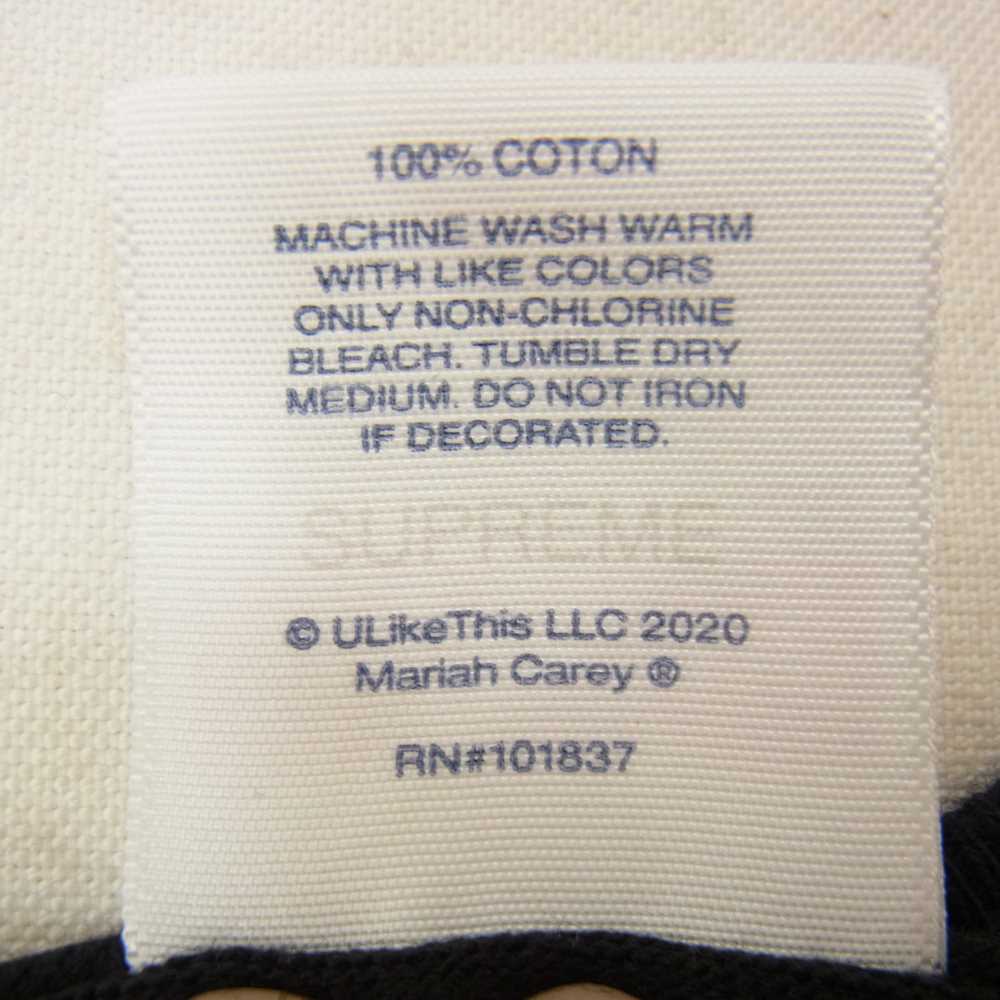 100% COTON
MACHINE WASH WARM
WITH LIKE COLORS
ONLY NON-CHLORINE
BLEACH. TUMBLE DRY
MEDIUM. DO NOT IRON
IF DECORATED.
SUPREME
© ULikeThis LLC 2020
Mariah Carey ®
RN#101837